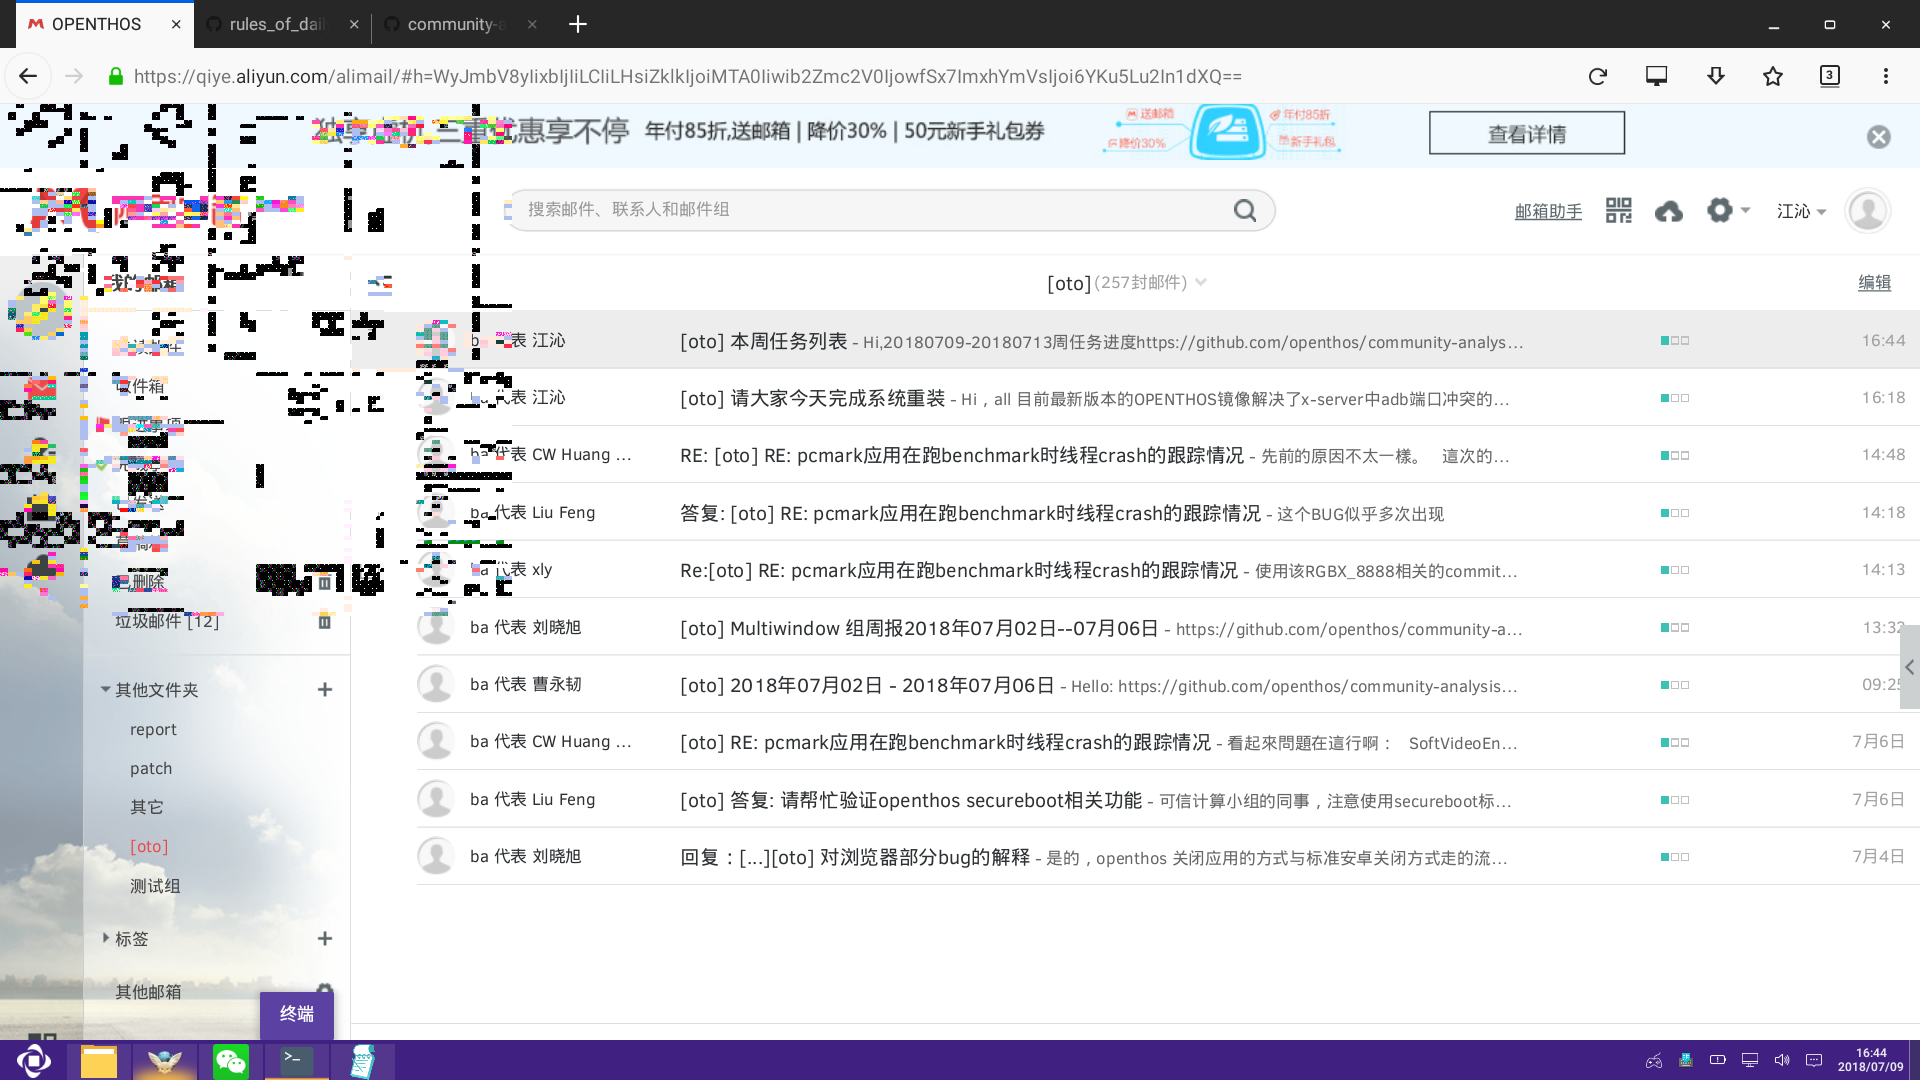 OPENTHOS
rules_of_dai
community-a
https://qiye.aliyun.com/alimail/#h=WyJmbV8yIixbIjIiLCIiLHsiZklkIjoiMTA0Iiwib2Zmc2V0IjowfSx7ImxhYmVsIjoi6YKu5Lu2In1dXQ==
3
惠享不停 年付85折,送邮箱 | 降价30% | 50元新手礼包券
送邮箱
年付85折
降价30%
新手礼包
查看详情
搜索邮件、联系人和邮件组
邮箱助手
江沁
[oto] (257封邮件)
编辑
代表 江沁 [oto] 本周任务列表 - Hi,20180709-20180713周任务进度https://github.com/openthos/community-analys… 16:44
收件箱
代表 江沁 [oto] 请大家今天完成系统重装 - Hi，all 目前最新版本的OPENTHOS镜像解决了x-server中adb端口冲突的… 16:18
ba 代表 CW Huang ... RE: [oto] RE: pcmark应用在跑benchmark时线程crash的跟踪情况 - 先前的原因不太一樣。 這次的… 14:48
ba 代表 Liu Feng 答复: [oto] RE: pcmark应用在跑benchmark时线程crash的跟踪情况 - 这个BUG似乎多次出现 14:18
代表 xly Re:[oto] RE: pcmark应用在跑benchmark时线程crash的跟踪情况 - 使用该RGBX_8888相关的commit… 14:13
已删除
垃圾邮件 [12]
ba 代表 刘晓旭 [oto] Multiwindow 组周报2018年07月02日--07月06日 - https://github.com/openthos/community-a… 13:32
ba 代表 曹永韧 [oto] 2018年07月02日 - 2018年07月06日 - Hello: https://github.com/openthos/community-analysis… 09:25
ba 代表 CW Huang ... [oto] RE: pcmark应用在跑benchmark时线程crash的跟踪情况 - 看起來問題在這行啊： SoftVideoEn… 7月6日
ba 代表 Liu Feng [oto] 答复: 请帮忙验证openthos secureboot相关功能 - 可信计算小组的同事，注意使用secureboot标… 7月6日
ba 代表 刘晓旭 回复：[...][oto] 对浏览器部分bug的解释 - 是的，openthos 关闭应用的方式与标准安卓关闭方式走的流… 7月4日
其他文件夹
report
patch
其它
[oto]
测试组
标签
其他邮箱
终端
16:44
2018/07/09